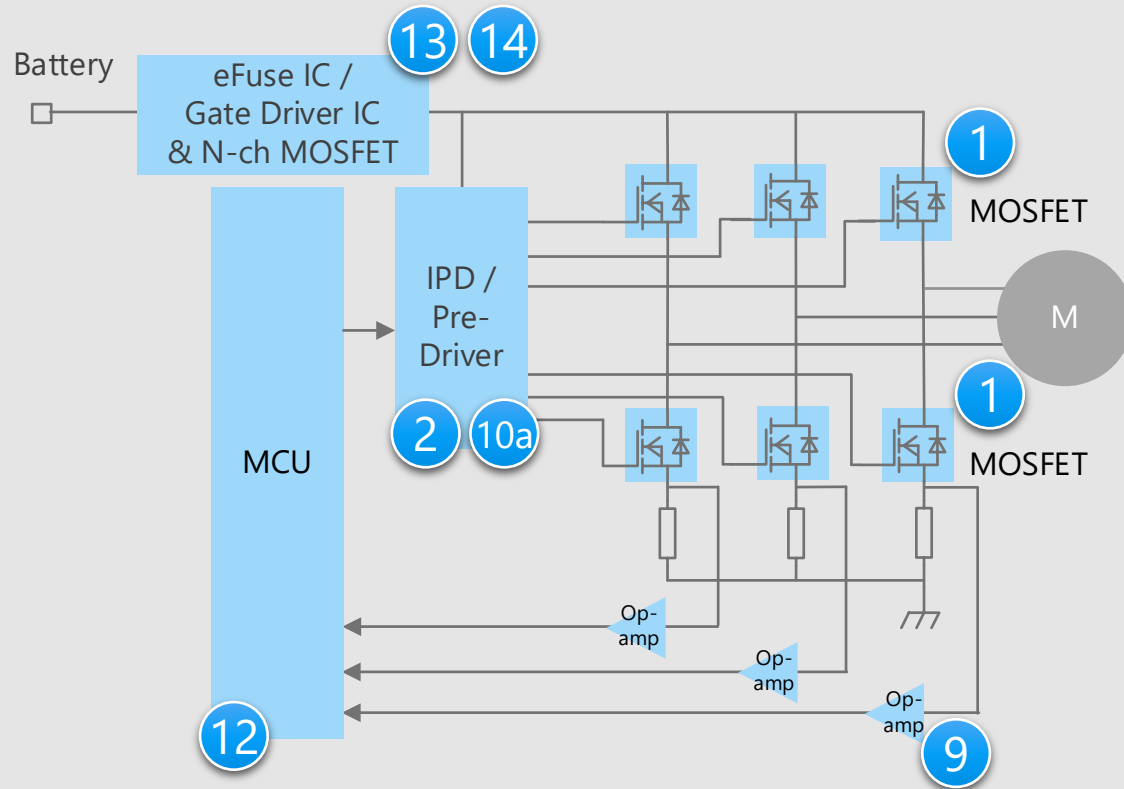 13
14
Battery
eFuse IC /
Gate Driver IC
& N-ch MOSFET
1
MOSFET
IPD /
Pre-
Driver
M
2
10a
1
MOSFET
MCU
Op-
amp
Op-
amp
Op-
amp
12
9